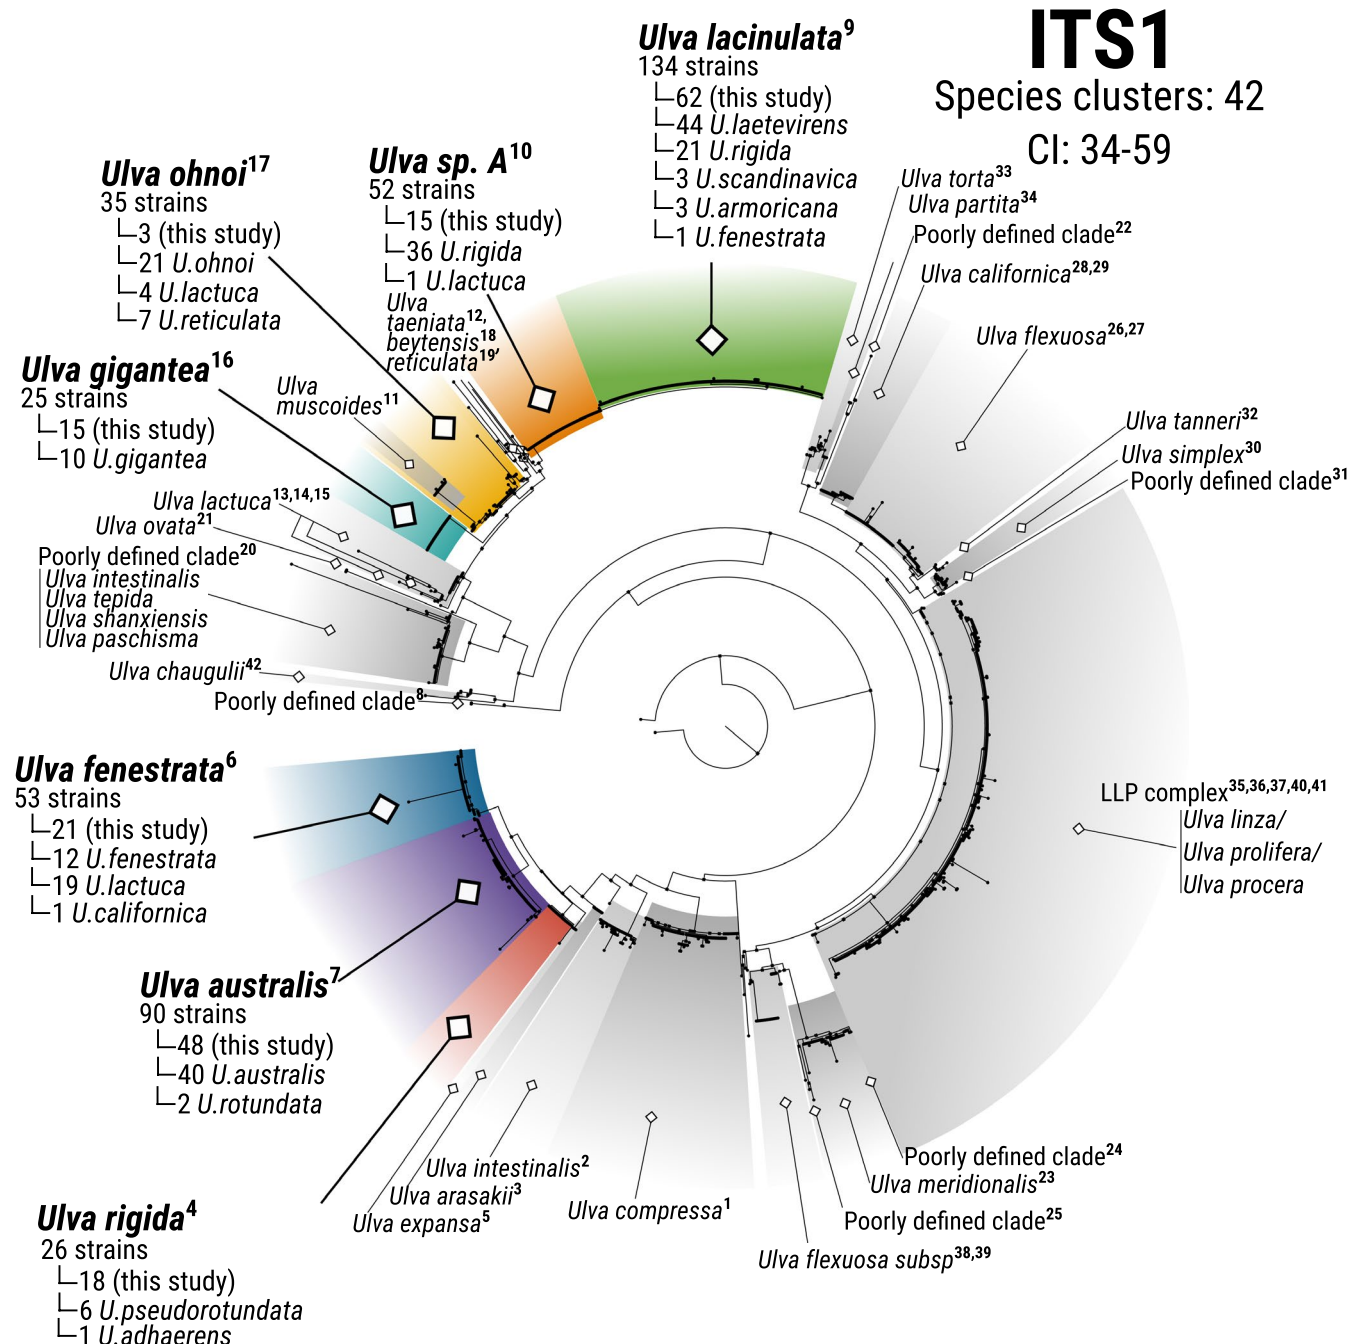 ITS1
Species clusters: 42
CI: 34-59
Ulva lacinulata9
134 strains
62 (this study)
44 U.laetevirens
21 U.rigida
3 U.scandinavica
3 U.armoricana
1 U.fenestrata
Ulva sp. A10
52 strains
15 (this study)
36 U.rigida
1 U.lactuca
Ulva
taeniata12,
beytensis18
reticulata19,
Ulva ohnoi17
35 strains
3 (this study)
21 U.ohnoi
4 U.lactuca
7 U.reticulata
Ulva gigantea16
25 strains
15 (this study)
10 U.gigantea
Ulva
muscoides11
Ulva lactuca13,14,15
Ulva ovata21
Poorly defined clade20
Ulva intestinalis
Ulva tepida
Ulva shanxiensis
Ulva paschisma
Ulva chaugulii42
Poorly defined clade8
Ulva torta33
Ulva partita34
Poorly defined clade22
Ulva californica28,29
Ulva flexuosa26,27
Ulva tanneri32
Ulva simplex30
Poorly defined clade31
LLP complex35,36,37,40,41
Ulva linza/
Ulva prolifera/
Ulva procera
Ulva fenestrata6
53 strains
21 (this study)
12 U.fenestrata
19 U.lactuca
1 U.californica
Ulva australis7
90 strains
48 (this study)
40 U.australis
2 U.rotundata
Ulva rigida4
26 strains
18 (this study)
6 U.pseudorotundata
1 U.adhaerens
Ulva intestinalis2
Ulva arasakii3
Ulva expansa5
Ulva compressa1
Poorly defined clade24
Ulva meridionalis23
Poorly defined clade25
Ulva flexuosa subsp38,39